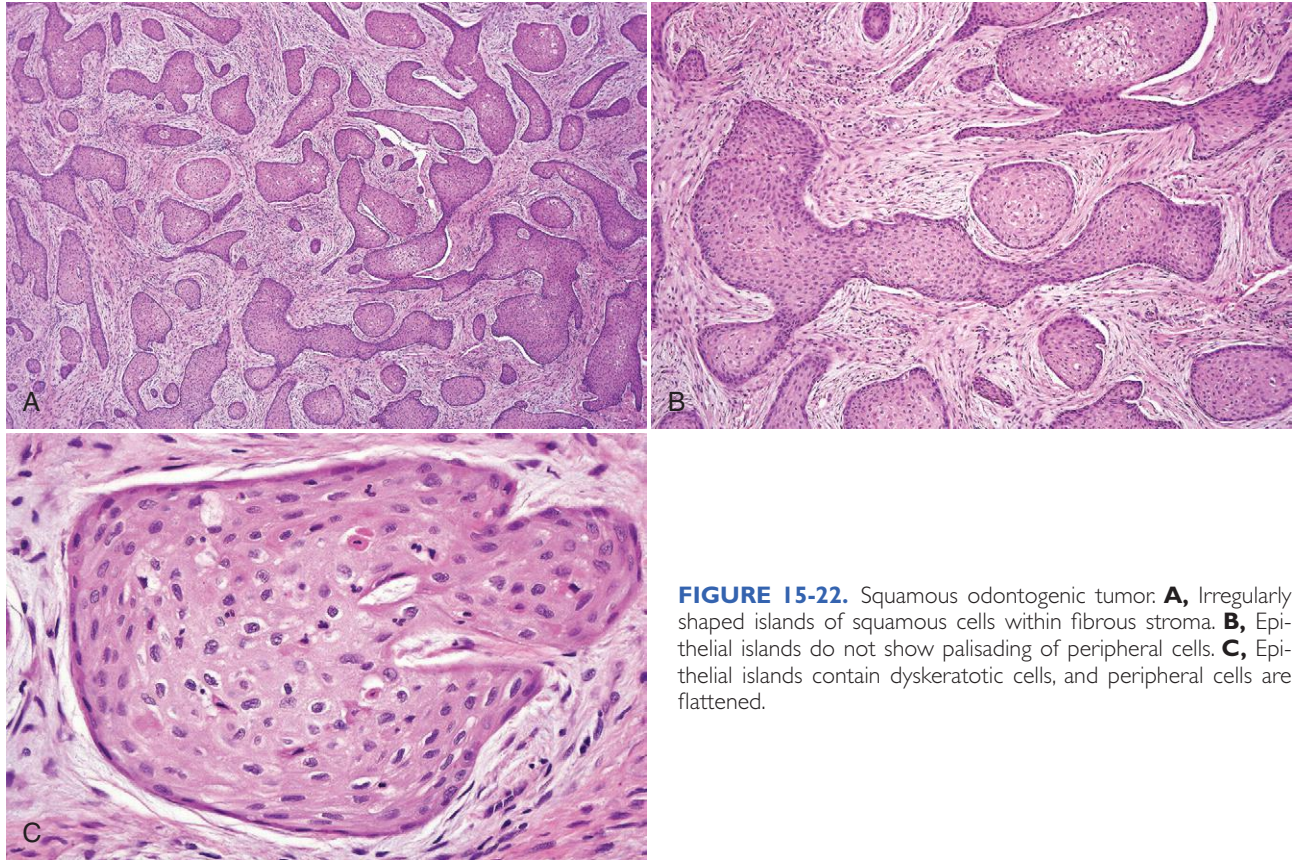 A
B
C
FIGURE 15-22. Squamous odontogenic tumor. A, Irregularly
shaped islands of squamous cells within fibrous stroma. B, Epi-
thelial islands do not show palisading of peripheral cells. C, Epi-
thelial islands contain dyskeratotic cells, and peripheral cells are
flattened.